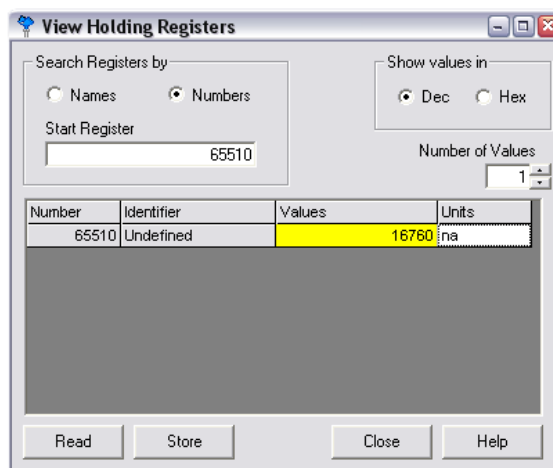 View Holding Registers
Search Registers by
Names Numbers
Start Register
65510
Show values in
Dec Hex
Number of Values
1
Number Identifier Values Units
65510 Undefined 16760 na
Read Store Close Help